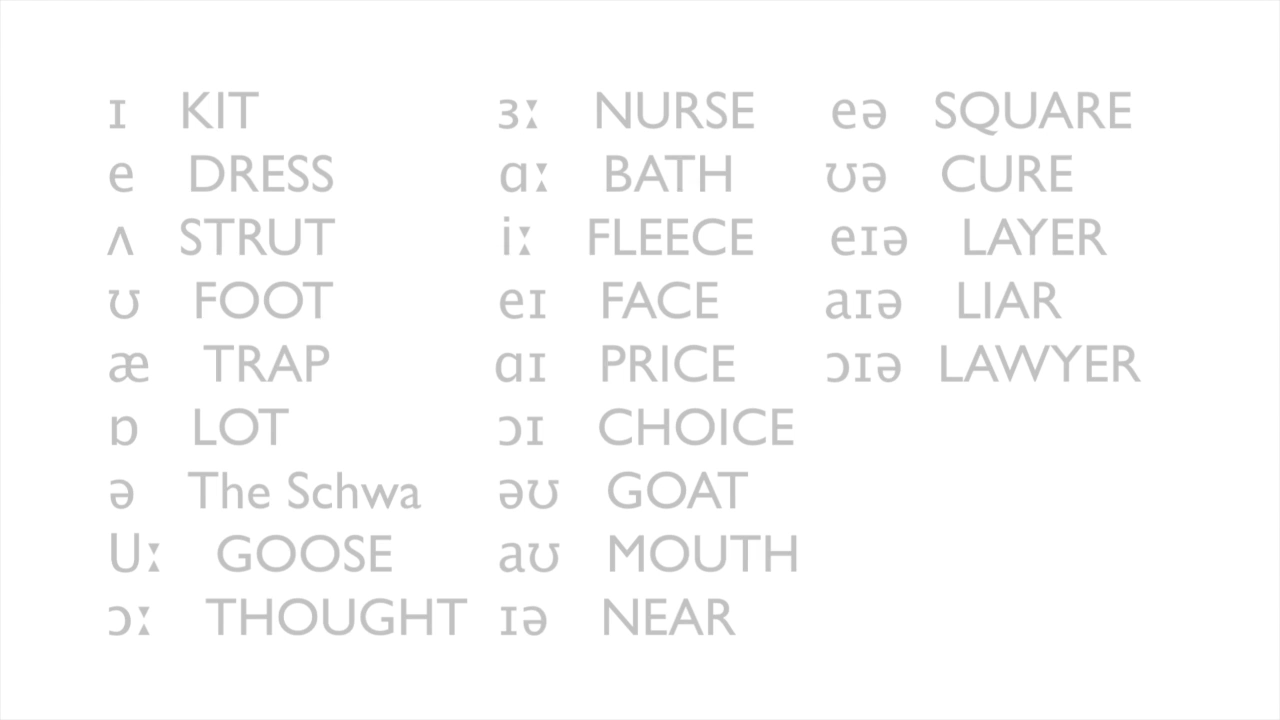 ɪ KIT
e DRESS
ʌ STRUT
ʊ FOOT
æ TRAP
ɒ LOT
ə The Schwa
Uː GOOSE
ɔː THOUGHT
ɜː NURSE
ɑː BATH
iː FLEECE
eɪ FACE
ɑɪ PRICE
ɔɪ CHOICE
əʊ GOAT
aʊ MOUTH
ɪə NEAR
eə SQUARE
ʊə CURE
eɪə LAYER
aɪə LIAR
ɔɪə LAWYER